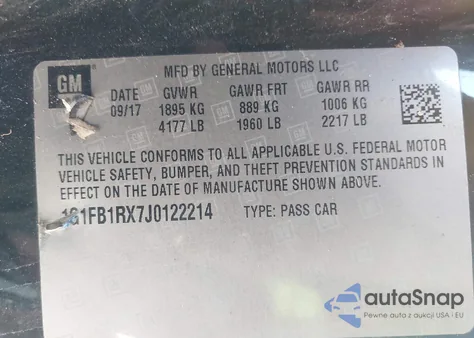 GM
MFD BY GENERAL MOTORS LLC
DATE GVWR GAWR FRT GAWR RR
09/17 1895 KG 889 KG 1006 KG
4177 LB 1960 LB 2217 LB
THIS VEHICLE CONFORMS TO ALL APPLICABLE U.S. FEDERAL MOTOR
VEHICLE SAFETY, BUMPER, AND THEFT PREVENTION STANDARDS IN
EFFECT ON THE DATE OF MANUFACTURE SHOWN ABOVE.
1G1FB1RX7J0122214 TYPE: PASS CAR
autoSnap
Pewne auta z aukcji USA i EU